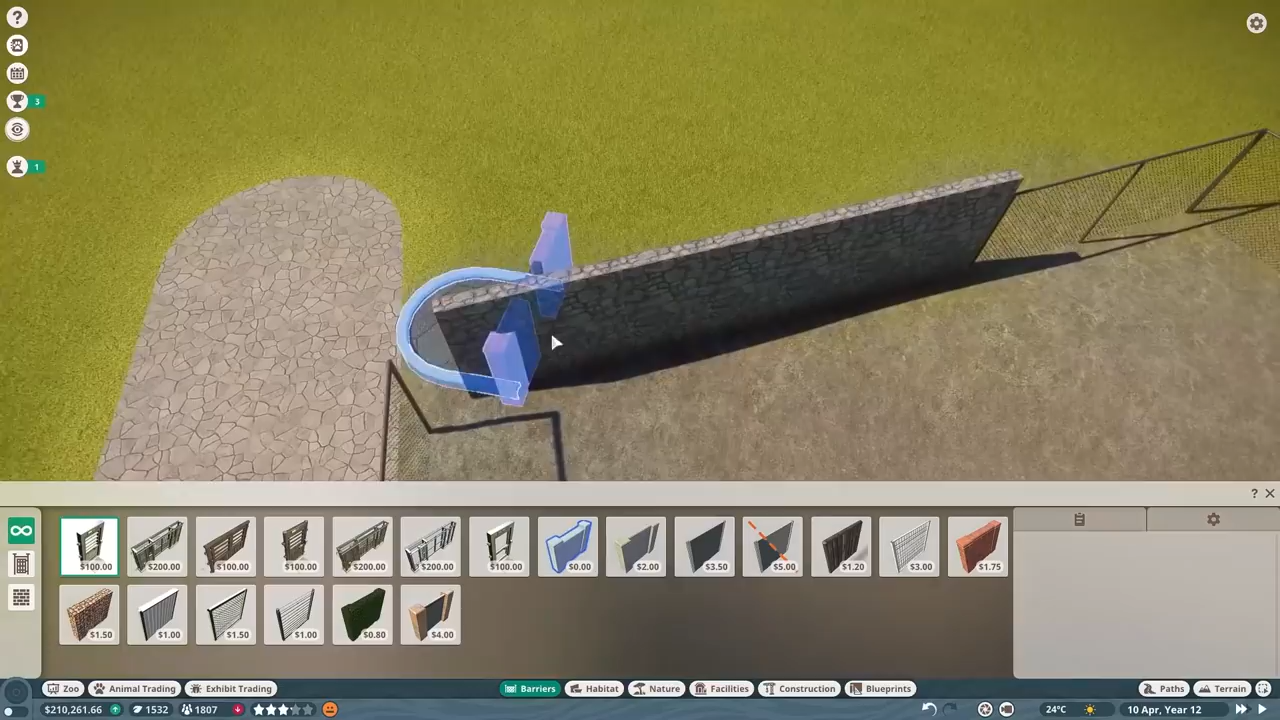 ?
3
1
? ×
$100.00 $200.00 $100.00 $100.00 $200.00 $200.00 $100.00 $0.00 $2.00 $3.50 $5.00 $1.20 $3.00 $1.75
$1.50 $1.00 $1.50 $1.00 $0.80 $4.00
Zoo Animal Trading Exhibit Trading Barriers Habitat Nature Facilities Construction Blueprints Paths Terrain
$210,261.66 1532 1807 24°C 10 Apr, Year 12